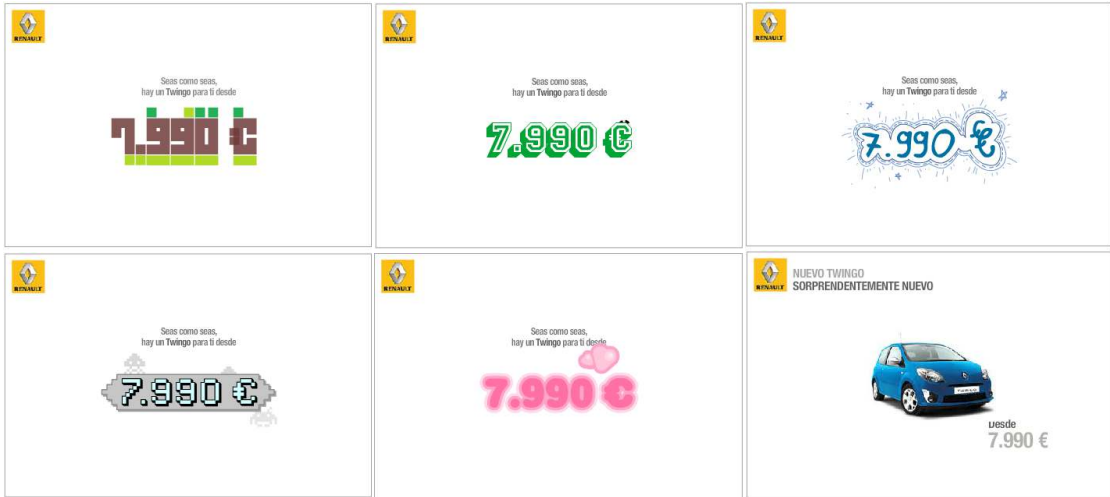 RENAULT
Seas como seas,
hay un Twingo para ti desde
7.990 €
RENAULT
Seas como seas,
hay un Twingo para ti desde
7.990 €
RENAULT
Seas como seas,
hay un Twingo para ti desde
7.990 €
RENAULT
Seas como seas,
hay un Twingo para ti desde
7.990 €
RENAULT
Seas como seas,
hay un Twingo para ti desde
7.990 €
RENAULT
NUEVO TWINGO
SORPRENDENTEMENTE NUEVO
Desde
7.990 €